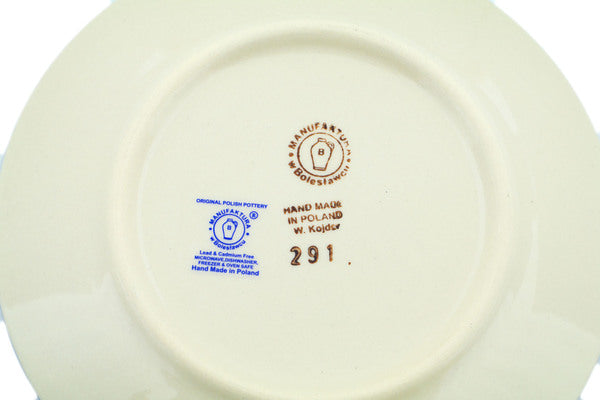 MANUFAKTURA
B
w Bolesławcu
HAND MADE
IN POLAND
W. Kojder
291
ORIGINAL POLISH POTTERY
MANUFAKTURA ®
B
w Bolesławcu
Lead & Cadmium Free
MICROWAVE,DISHWASHER,
FREEZER & OVEN SAFE
Hand Made in Poland